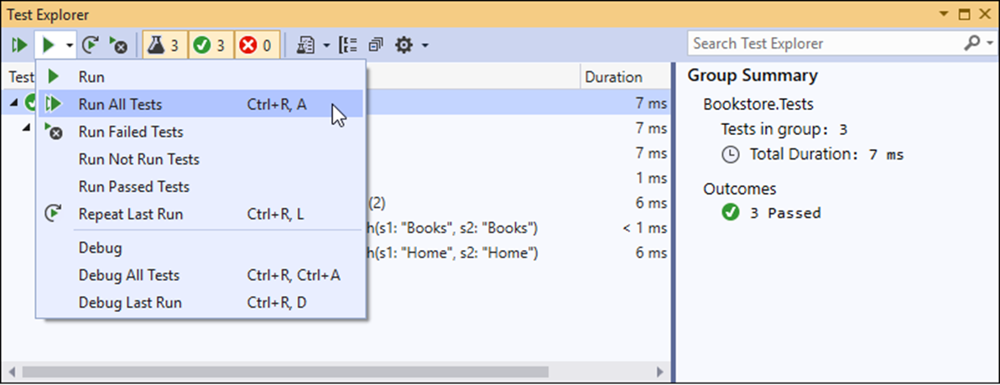 Test Explorer
3 3 0
Search Test Explorer
Test
Duration
Run
Run All Tests Ctrl+R, A
Run Failed Tests
Run Not Run Tests
Run Passed Tests
Repeat Last Run Ctrl+R, L
Debug
Debug All Tests Ctrl+R, Ctrl+A
Debug Last Run Ctrl+R, D
7 ms
7 ms
7 ms
1 ms
(2) 6 ms
h(s1: "Books", s2: "Books") < 1 ms
h(s1: "Home", s2: "Home") 6 ms
Group Summary
Bookstore.Tests
Tests in group: 3
Total Duration: 7 ms
Outcomes
3 Passed